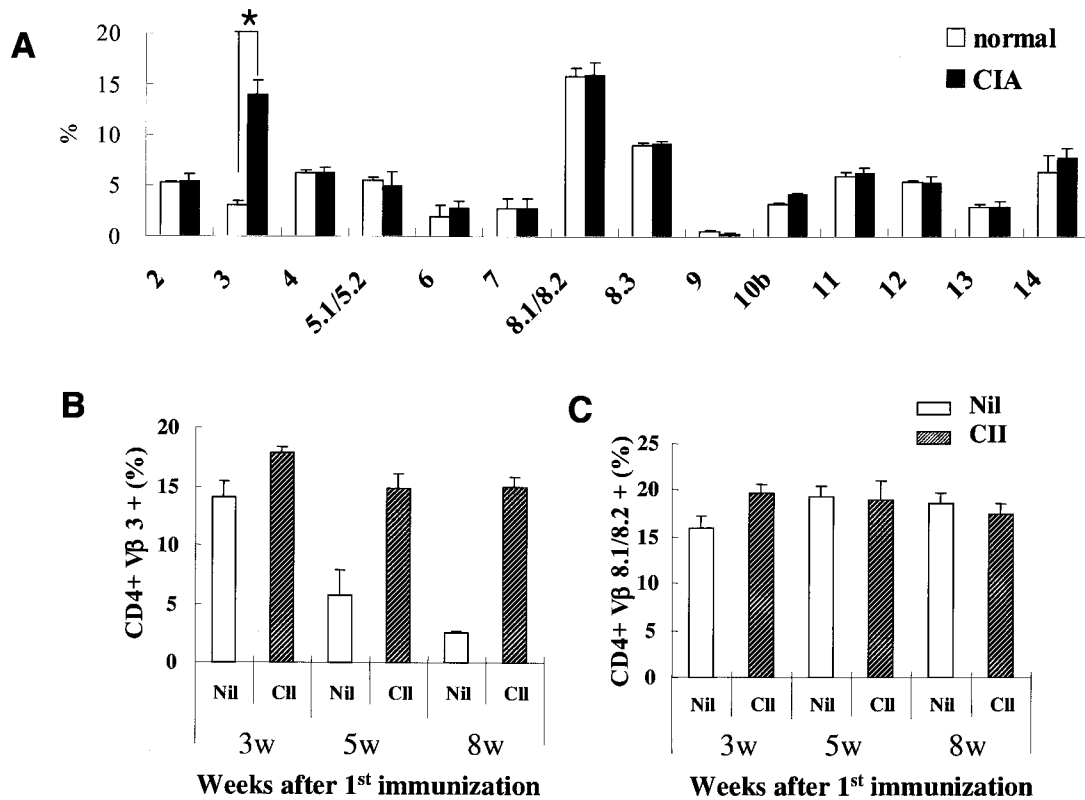 A
*
normal
CIA
20
15
10
5
0
%
2
3
4
5.1/5.2
6
7
8.1/8.2
8.3
9
10b
11
12
13
14
B
20
15
10
5
0
CD4+ Vβ 3 + (%)
Nil CII Nil CII Nil CII
3w 5w 8w
Weeks after 1st immunization
C
Nil
CII
25
20
15
10
5
0
CD4+ Vβ 8.1/8.2 + (%)
Nil CII Nil CII Nil CII
3w 5w 8w
Weeks after 1st immunization